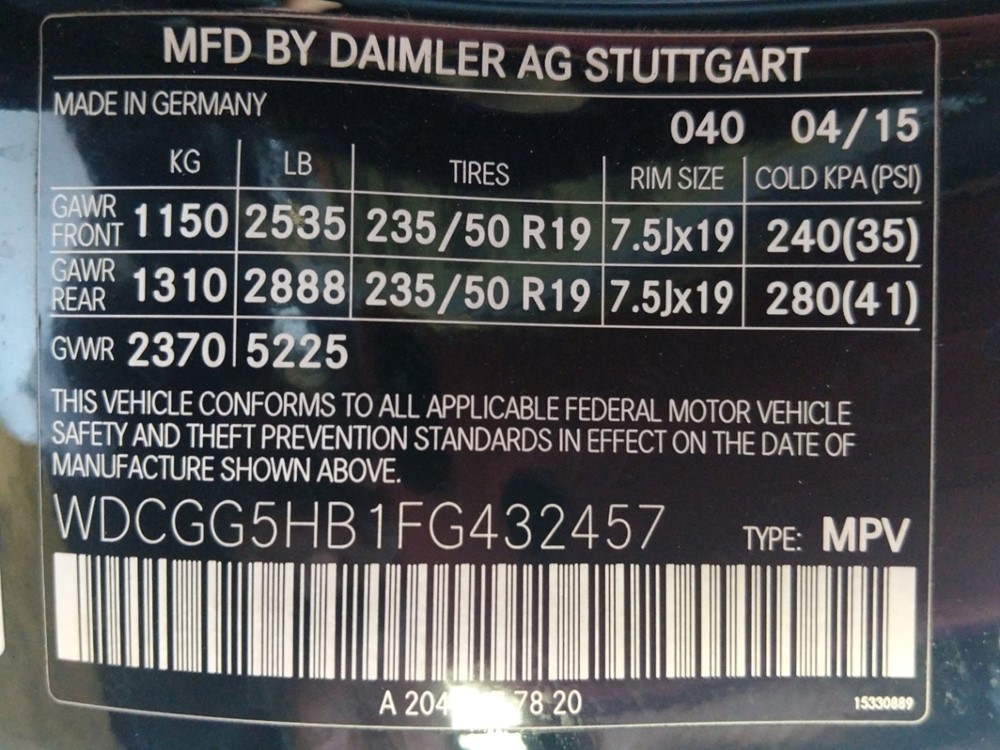 MFD BY DAIMLER AG STUTTGART
MADE IN GERMANY
040 04/15
KG LB TIRES RIM SIZE COLD KPA (PSI)
GAWR FRONT 1150 2535 235/50 R19 7.5Jx19 240(35)
GAWR REAR 1310 2888 235/50 R19 7.5Jx19 280(41)
GVWR 2370 5225
THIS VEHICLE CONFORMS TO ALL APPLICABLE FEDERAL MOTOR VEHICLE
SAFETY AND THEFT PREVENTION STANDARDS IN EFFECT ON THE DATE OF
MANUFACTURE SHOWN ABOVE.
WDCGG5HB1FG432457 TYPE: MPV
A 204 78 20 15330889